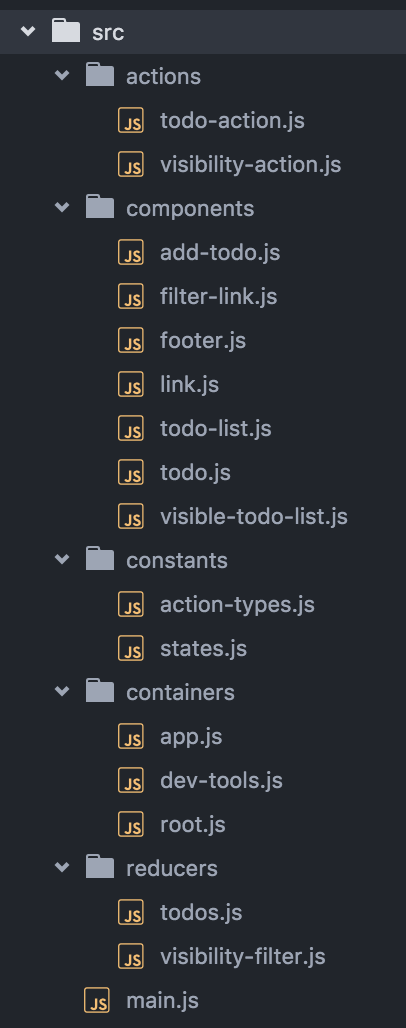 src
actions
JS todo-action.js
JS visibility-action.js
components
JS add-todo.js
JS filter-link.js
JS footer.js
JS link.js
JS todo-list.js
JS todo.js
JS visible-todo-list.js
constants
JS action-types.js
JS states.js
containers
JS app.js
JS dev-tools.js
JS root.js
reducers
JS todos.js
JS visibility-filter.js
JS main.js